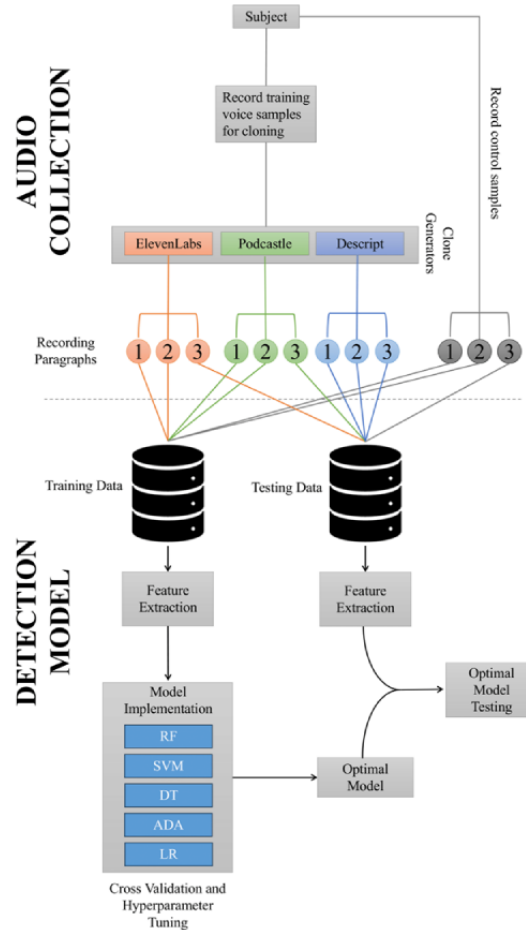 Subject
AUDIO
COLLECTION
Record training
voice samples
for cloning
Record control samples
ElevenLabs
Podcastle
Descript
Clone
Generators
Recording
Paragraphs
1 2 3 1 2 3 1 2 3 1 2 3
Training Data
Testing Data
DETECTION
MODEL
Feature
Extraction
Feature
Extraction
Model
Implementation
RF
SVM
DT
ADA
LR
Optimal
Model
Optimal
Model
Testing
Cross Validation and
Hyperparameter
Tuning